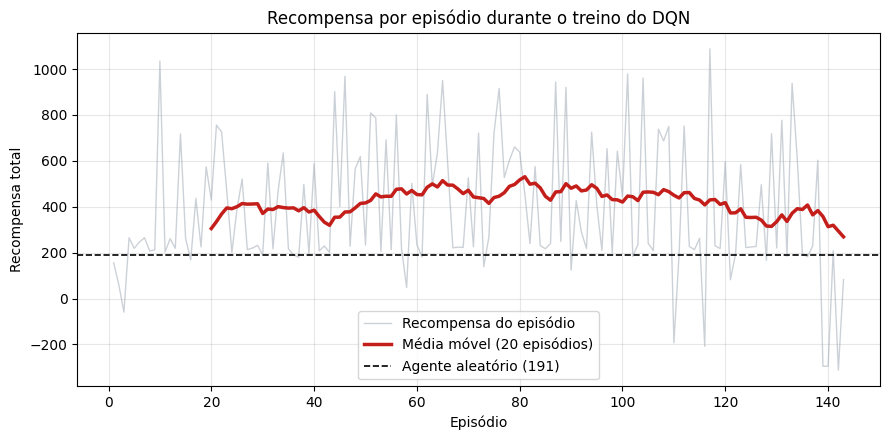 Recompensa por episódio durante o treino do DQN
Recompensa total
1000
800
600
400
200
0
−200
Recompensa do episódio
Média móvel (20 episódios)
Agente aleatório (191)
0 20 40 60 80 100 120 140
Episódio